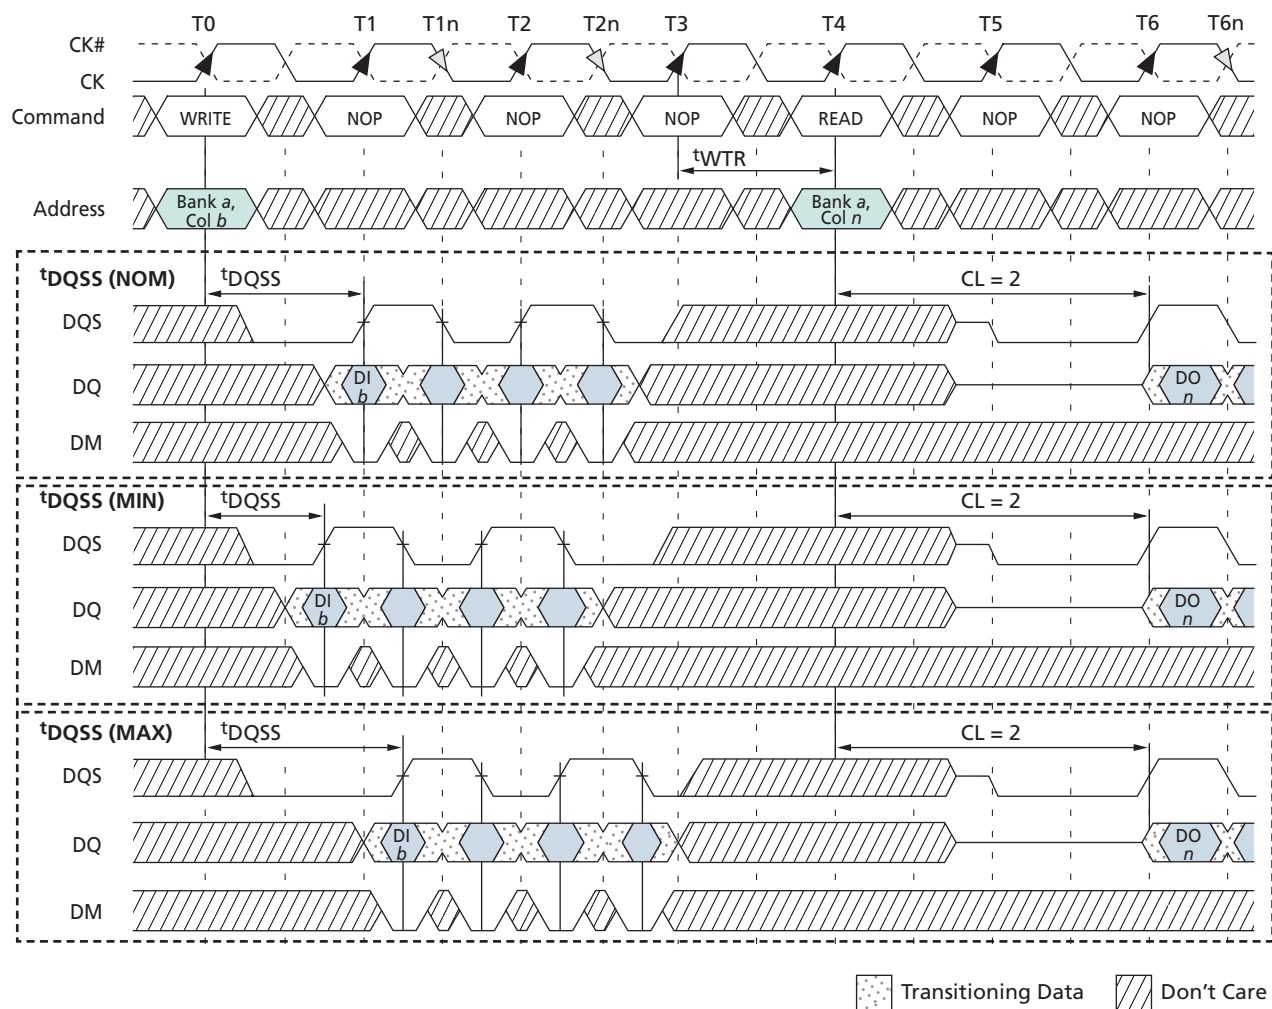 T0 T1 T1n T2 T2n T3 T4 T5 T6 T6n
CK#
CK
Command WRITE NOP NOP NOP READ NOP NOP
tWTR
Address Bank a, Col b Bank a, Col n
tDQSS (NOM) tDQSS CL = 2
DQS
DQ DI b DO n
DM
tDQSS (MIN) tDQSS CL = 2
DQS
DQ DI b DO n
DM
tDQSS (MAX) tDQSS CL = 2
DQS
DQ DI b DO n
DM
Transitioning Data Don't Care